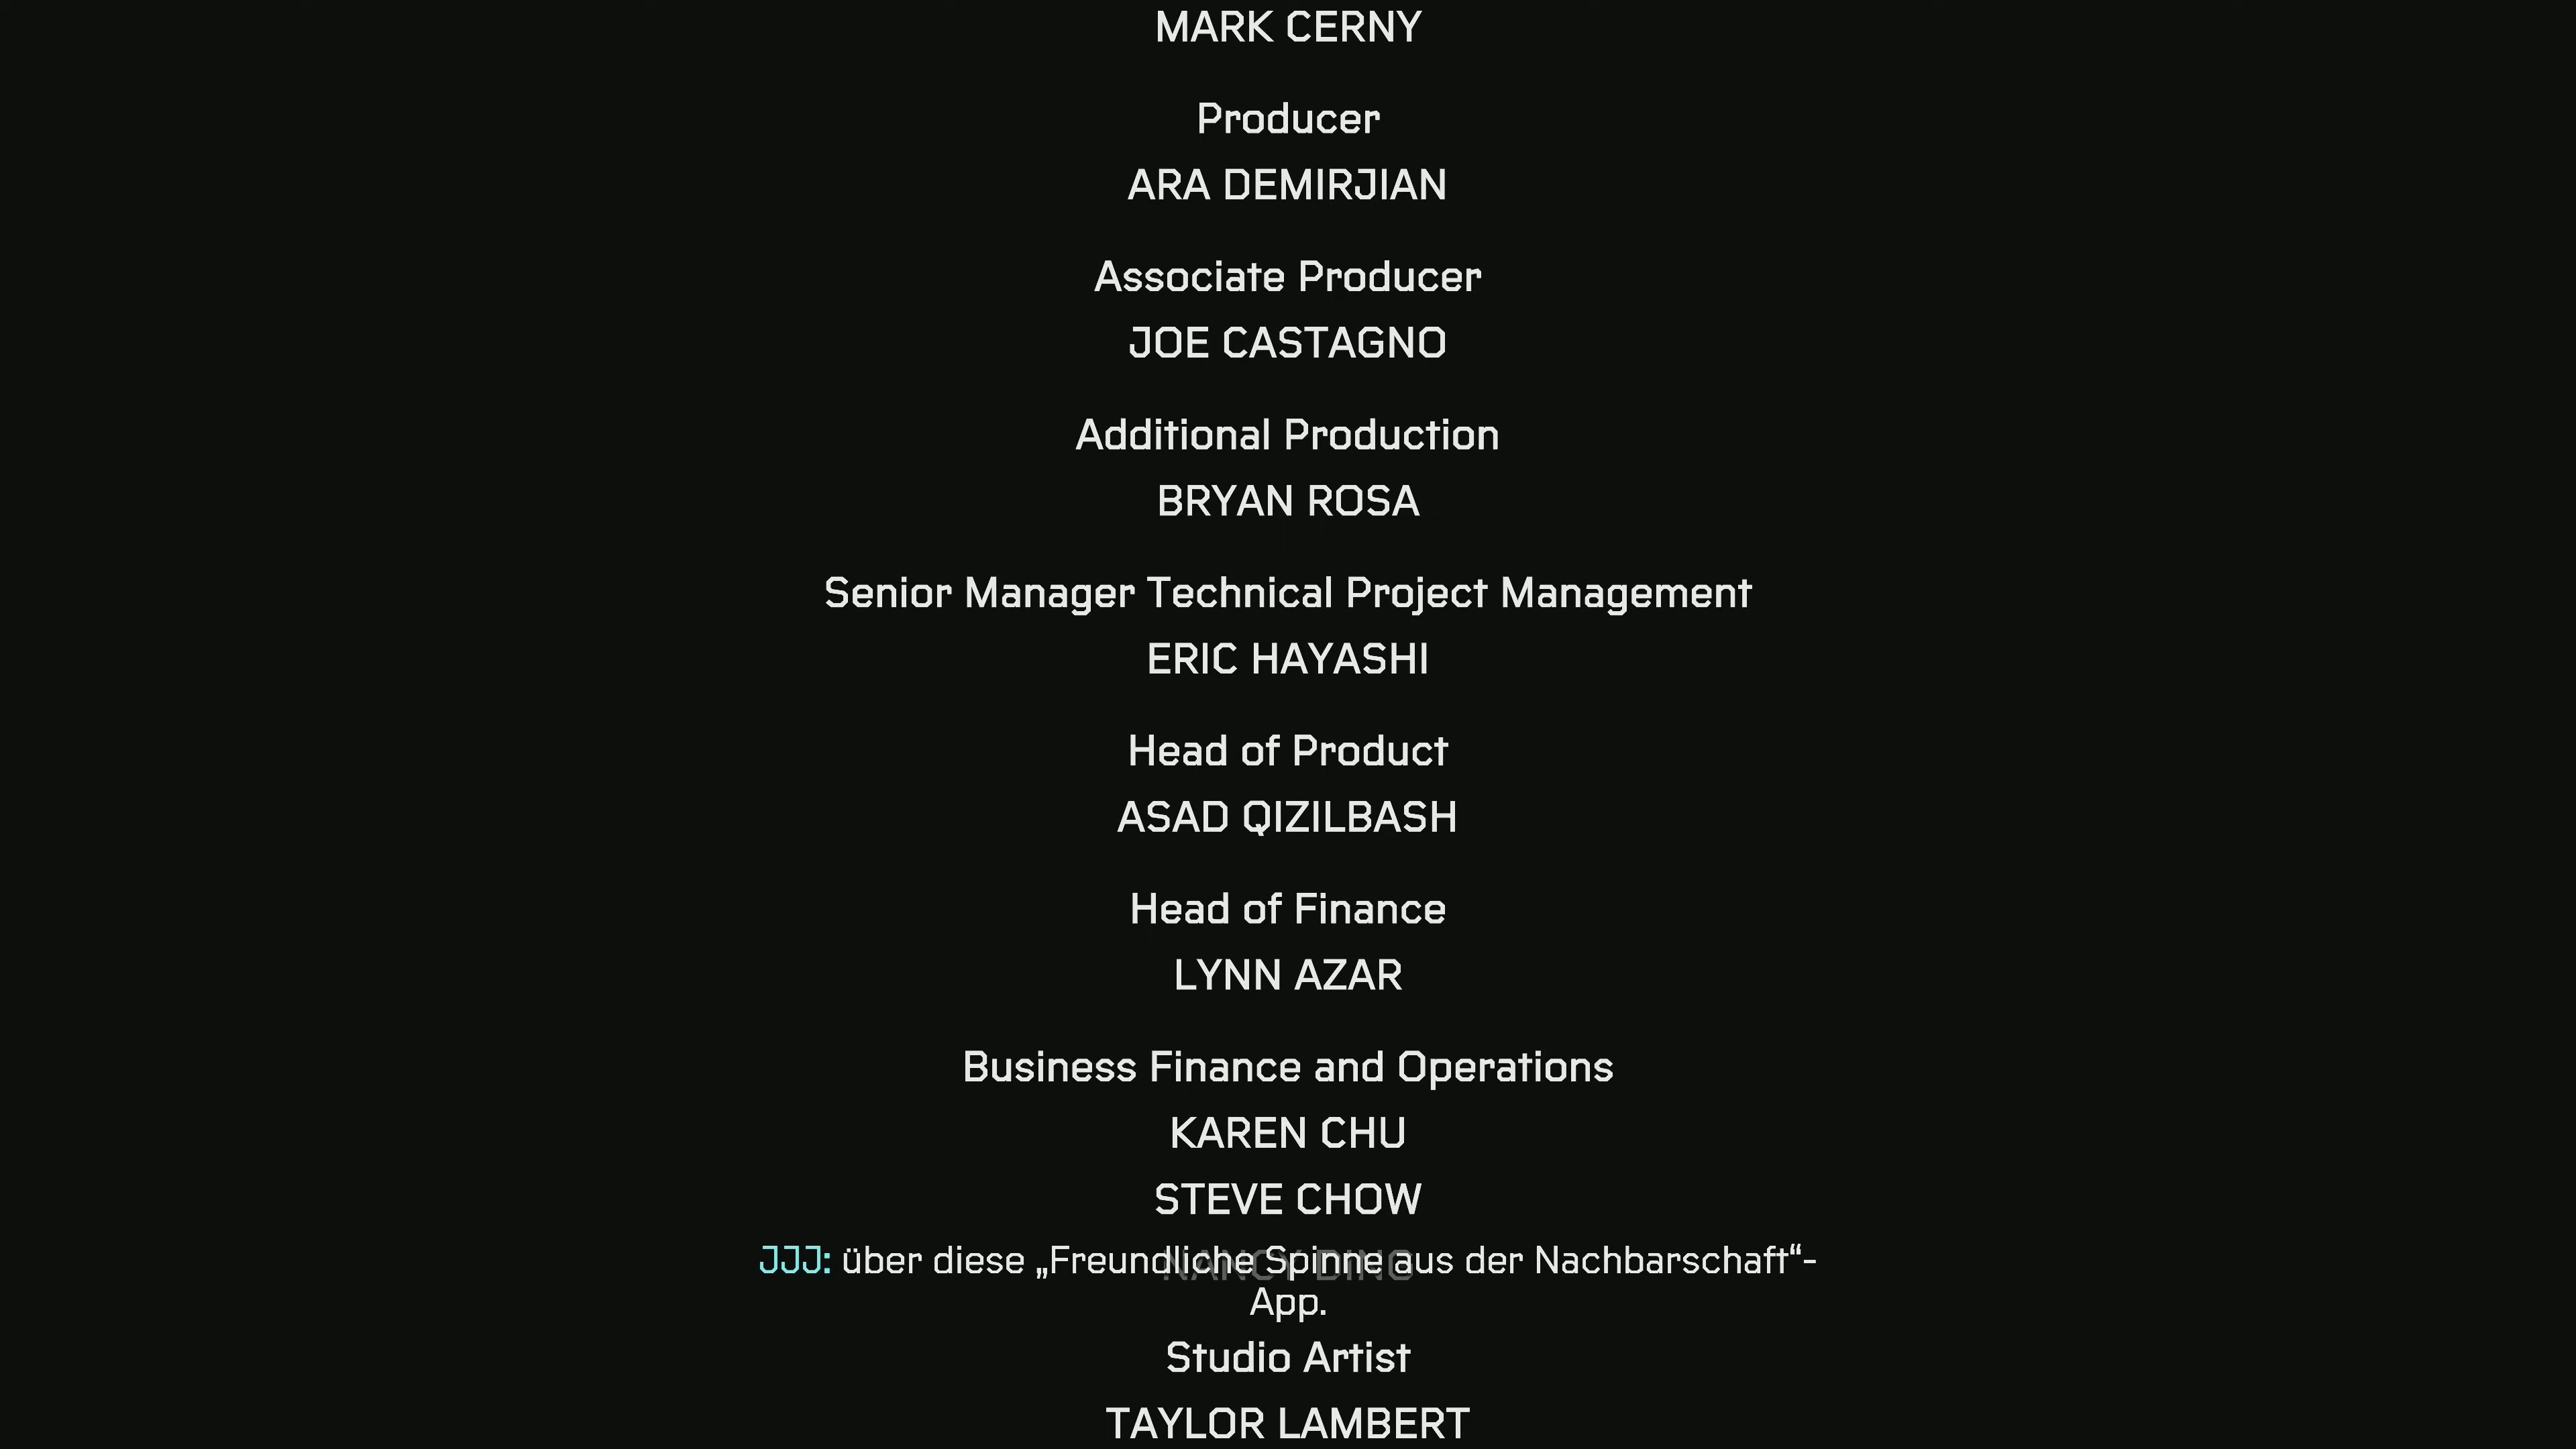 MARK CERNY
Producer
ARA DEMIRJIAN
Associate Producer
JOE CASTAGNO
Additional Production
BRYAN ROSA
Senior Manager Technical Project Management
ERIC HAYASHI
Head of Product
ASAD QIZILBASH
Head of Finance
LYNN AZAR
Business Finance and Operations
KAREN CHU
STEVE CHOW
NANCY DING
JJJ: über diese „Freundliche Spinne aus der Nachbarschaft“-
App.
Studio Artist
TAYLOR LAMBERT